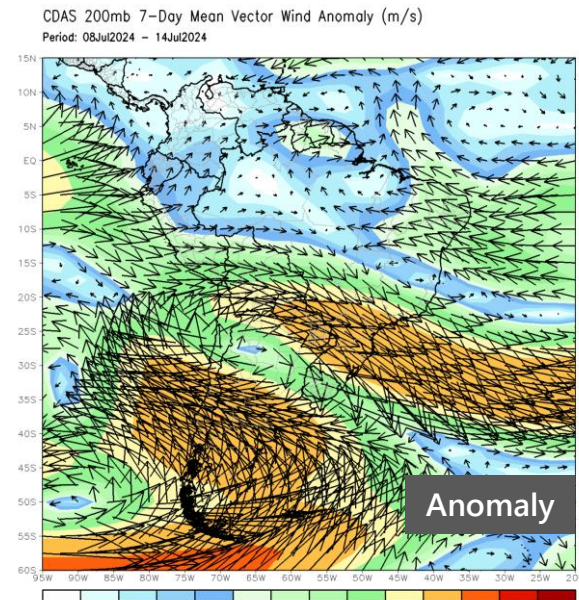 CDAS 200mb 7-Day Mean Vector Wind Anomaly (m/s)
Period: 08Jul2024 – 14Jul2024
15N
10N
5N
EQ
5S
10S
15S
20S
25S
30S
35S
40S
45S
50S
55S
60S
Anomaly
95W 90W 85W 80W 75W 70W 65W 60W 55W 50W 45W 40W 35W 30W 25W 20